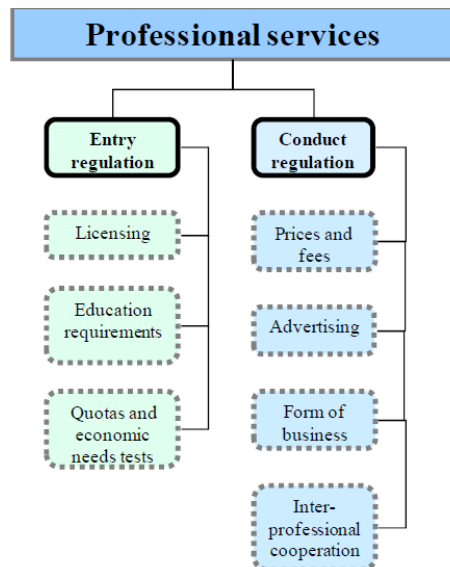 Professional services
Entry
regulation
Licensing
Education
requirements
Quotas and
economic
needs tests
Conduct
regulation
Prices and
fees
Advertising
Form of
business
Inter-
professional
cooperation